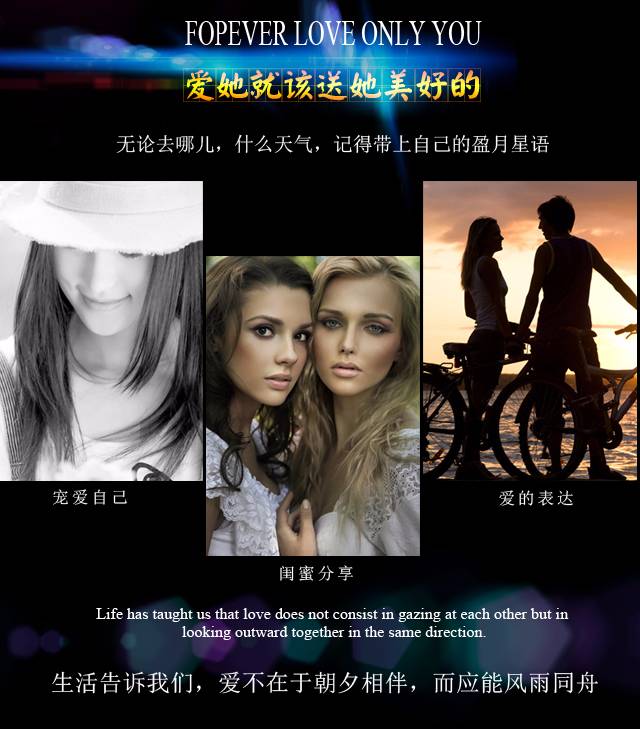 FOPEVER LOVE ONLY YOU
爱她就该送她美好的
无论去哪儿，什么天气，记得带上自己的盈月星语
宠爱自己
闺蜜分享
爱的表达
Life has taught us that love does not consist in gazing at each other but in
looking outward together in the same direction.
生活告诉我们，爱不在于朝夕相伴，而应能风雨同舟